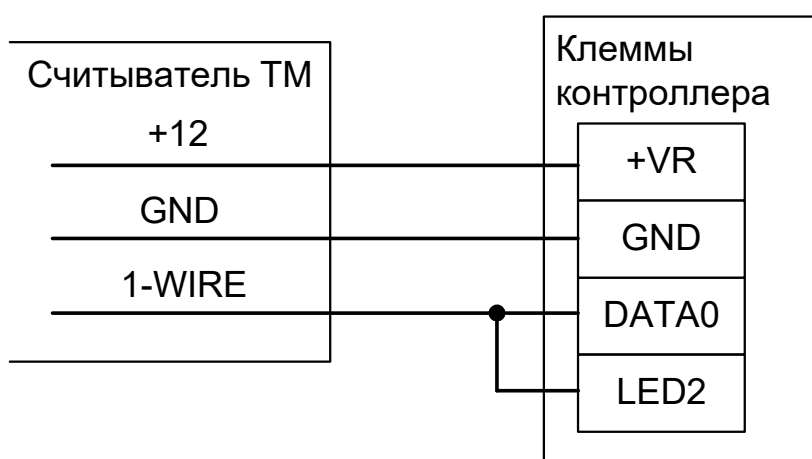 Считыватель ТМ
+12
GND
1-WIRE
Клеммы
контроллера
+VR
GND
DATA0
LED2